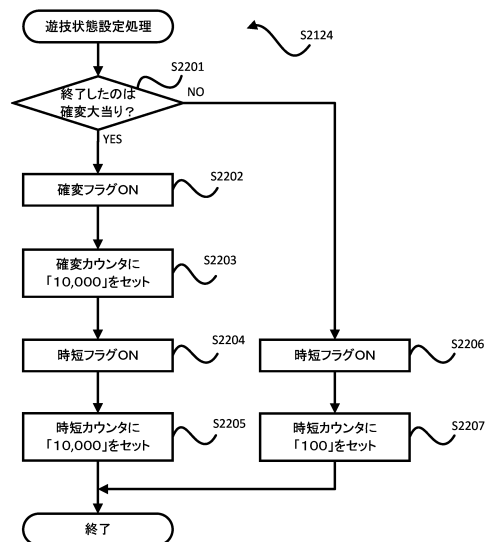 遊技状態設定処理
S2124
S2201
終了したのは
確変大当り？
NO
YES
S2202
確変フラグON
S2203
確変カウンタに
「10,000」をセット
S2204
時短フラグON
S2206
時短フラグON
S2205
時短カウンタに
「10,000」をセット
S2207
時短カウンタに
「100」をセット
終了